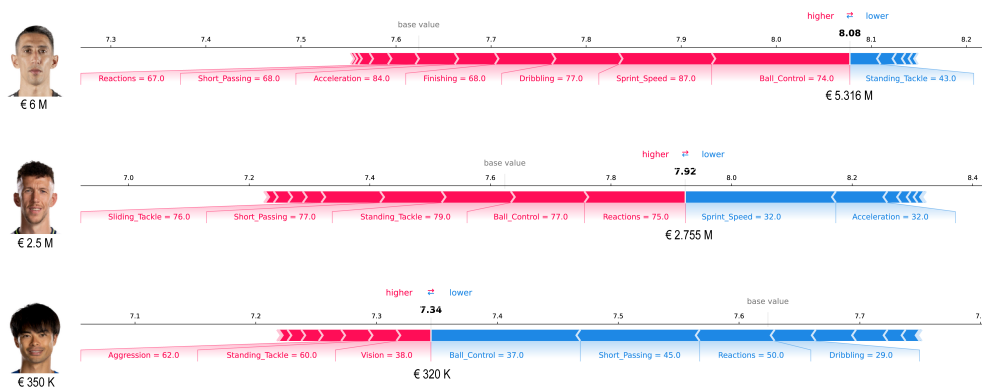 base value
higher ⇄ lower
8.08
7.3 7.4 7.5 7.6 7.7 7.8 7.9 8.1 8.2
Reactions = 67.0 Short_Passing = 68.0 Acceleration = 84.0 Finishing = 68.0 Dribbling = 77.0 Sprint_Speed = 87.0 Ball_Control = 74.0 Standing_Tackle = 43.0
€ 6 M
€ 5.316 M
base value
higher ⇄ lower
7.92
7.0 7.2 7.4 7.6 7.8 8.0 8.2 8.4
Sliding_Tackle = 76.0 Short_Passing = 77.0 Standing_Tackle = 79.0 Ball_Control = 77.0 Reactions = 75.0 Sprint_Speed = 32.0 Acceleration = 32.0
€ 2.5 M
€ 2.755 M
base value
higher ⇄ lower
7.34
7.1 7.2 7.3 7.4 7.5 7.6 7.7 7.
Aggression = 62.0 Standing_Tackle = 60.0 Vision = 38.0 Ball_Control = 37.0 Short_Passing = 45.0 Reactions = 50.0 Dribbling = 29.0
€ 350 K
€ 320 K